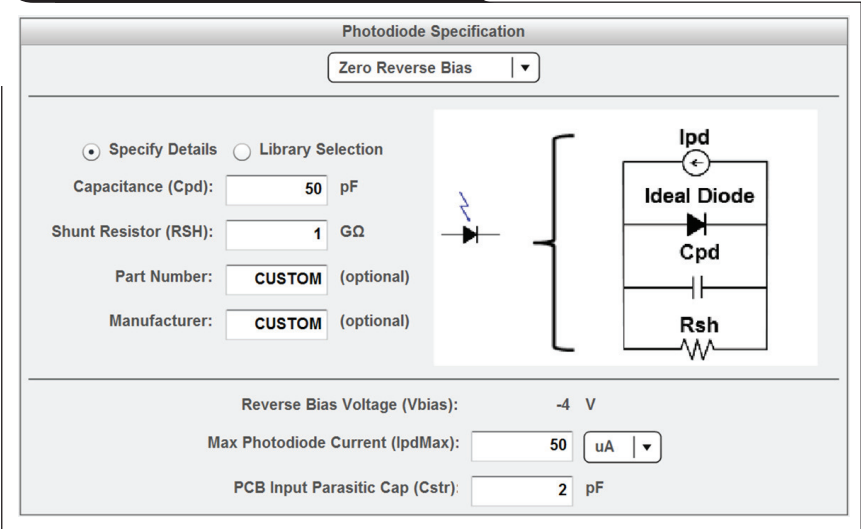 Photodiode Specification
Zero Reverse Bias
Specify Details Library Selection
Capacitance (Cpd): 50 pF
Shunt Resistor (RSH): 1 GΩ
Part Number: CUSTOM (optional)
Manufacturer: CUSTOM (optional)
Ipd
Ideal Diode
Cpd
Rsh
Reverse Bias Voltage (Vbias): -4 V
Max Photodiode Current (IpdMax): 50 uA
PCB Input Parasitic Cap (Cstr): 2 pF